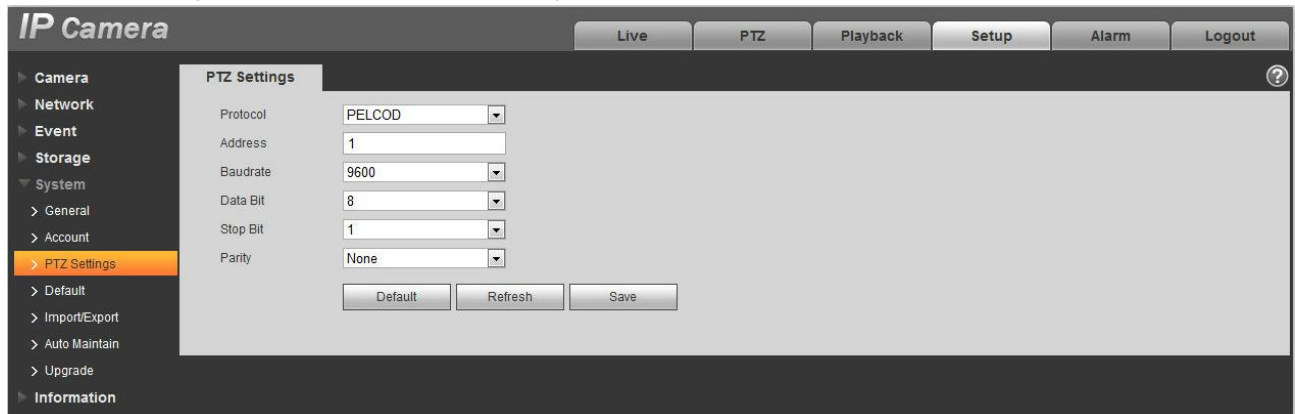 IP Camera
Live PTZ Playback Setup Alarm Logout
Camera
Network
Event
Storage
System
> General
> Account
> PTZ Settings
> Default
> Import/Export
> Auto Maintain
> Upgrade
Information
PTZ Settings
?
Protocol PELCOD
Address 1
Baudrate 9600
Data Bit 8
Stop Bit 1
Parity None
Default Refresh Save